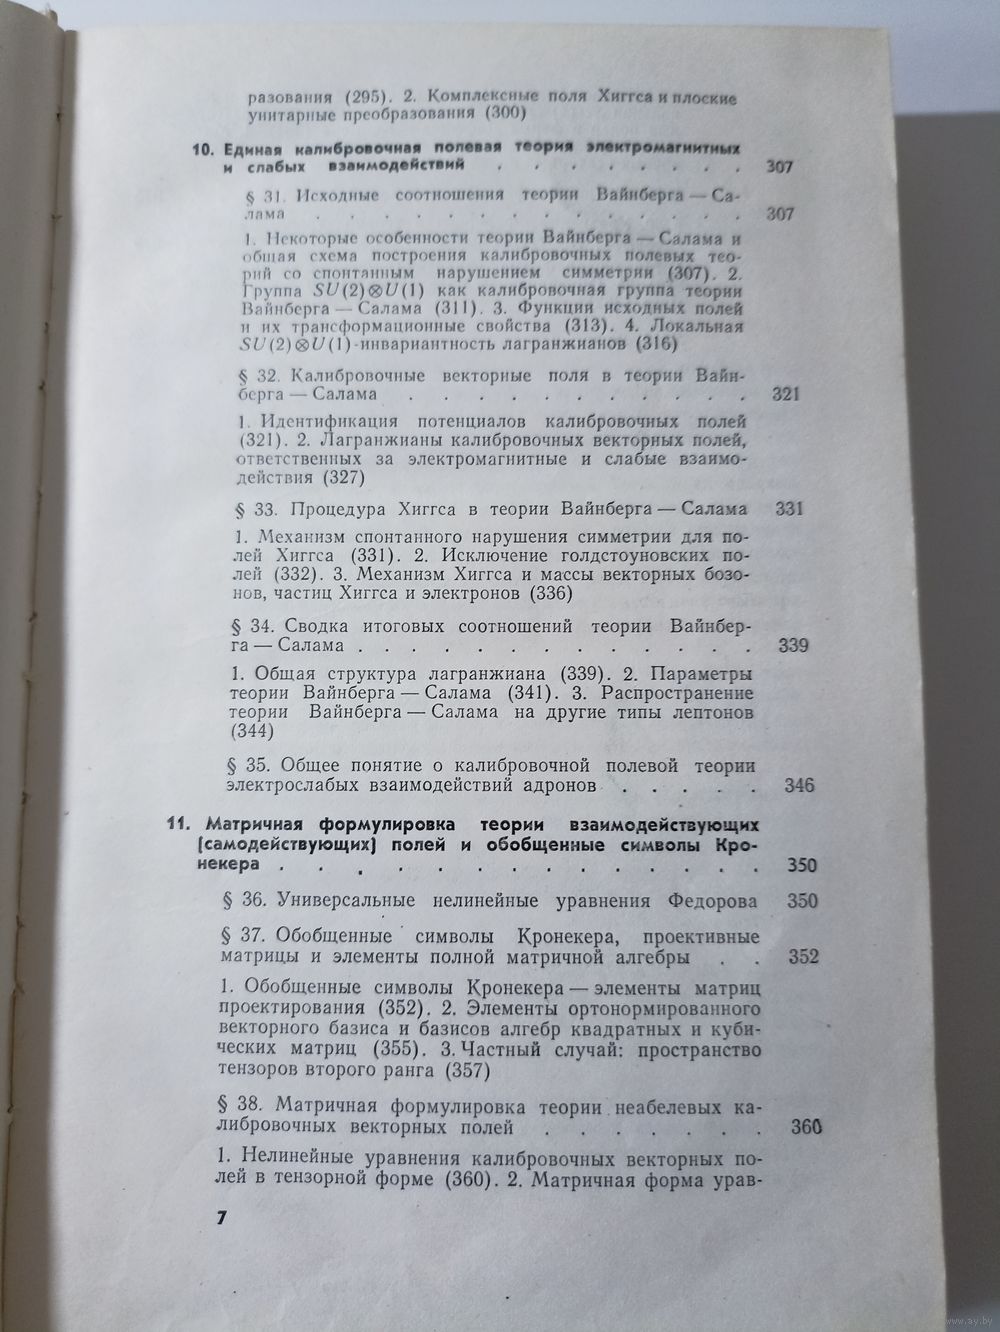 разования (295). 2. Комплексные поля Хиггса и плоские
унитарные преобразования (300)
10. Единая калибровочная полевая теория электромагнитных
и слабых взаимодействий . . . . . . . . 307
§ 31. Исходные соотношения теории Вайнберга — Са-
лама . . . . . . . . . . . . . . 307
1. Некоторые особенности теории Вайнберга — Салама и
общая схема построения калибровочных полевых тео-
рий со спонтанным нарушением симметрии (307). 2.
Группа SU(2)⊗U(1) как калибровочная группа теории
Вайнберга — Салама (311). 3. Функции исходных полей
и их трансформационные свойства (313). 4. Локальная
SU(2)⊗U(1)-инвариантность лагранжианов (316)
§ 32. Калибровочные векторные поля в теории Вайн-
берга — Салама . . . . . . . . . . . 321
1. Идентификация потенциалов калибровочных полей
(321). 2. Лагранжианы калибровочных векторных полей,
ответственных за электромагнитные и слабые взаимо-
действия (327)
§ 33. Процедура Хиггса в теории Вайнберга — Салама 331
1. Механизм спонтанного нарушения симметрии для по-
лей Хиггса (331). 2. Исключение голдстоуновских по-
лей (332). 3. Механизм Хиггса и массы векторных бозо-
нов, частиц Хиггса и электронов (336)
§ 34. Сводка итоговых соотношений теории Вайнбер-
га — Салама . . . . . . . . . . . . . 339
1. Общая структура лагранжиана (339). 2. Параметры
теории Вайнберга — Салама (341). 3. Распространение
теории Вайнберга — Салама на другие типы лептонов
(344)
§ 35. Общее понятие о калибровочной полевой теории
электрослабых взаимодействий адронов . . . . . 346
11. Матричная формулировка теории взаимодействующих
(самодействующих) полей и обобщенные символы Кро-
некера . . . . . . . . . . . . . 350
§ 36. Универсальные нелинейные уравнения Федорова 350
§ 37. Обобщенные символы Кронекера, проективные
матрицы и элементы полной матричной алгебры . . 352
1. Обобщенные символы Кронекера — элементы матриц
проектирования (352). 2. Элементы ортонормированного
векторного базиса и базисов алгебр квадратных и куби-
ческих матриц (355). 3. Частный случай: пространство
тензоров второго ранга (357)
§ 38. Матричная формулировка теории неабелевых ка-
либровочных векторных полей . . . . . . . 360
1. Нелинейные уравнения калибровочных векторных по-
лей в тензорной форме (360). 2. Матричная форма урав-
7
www.ay.by